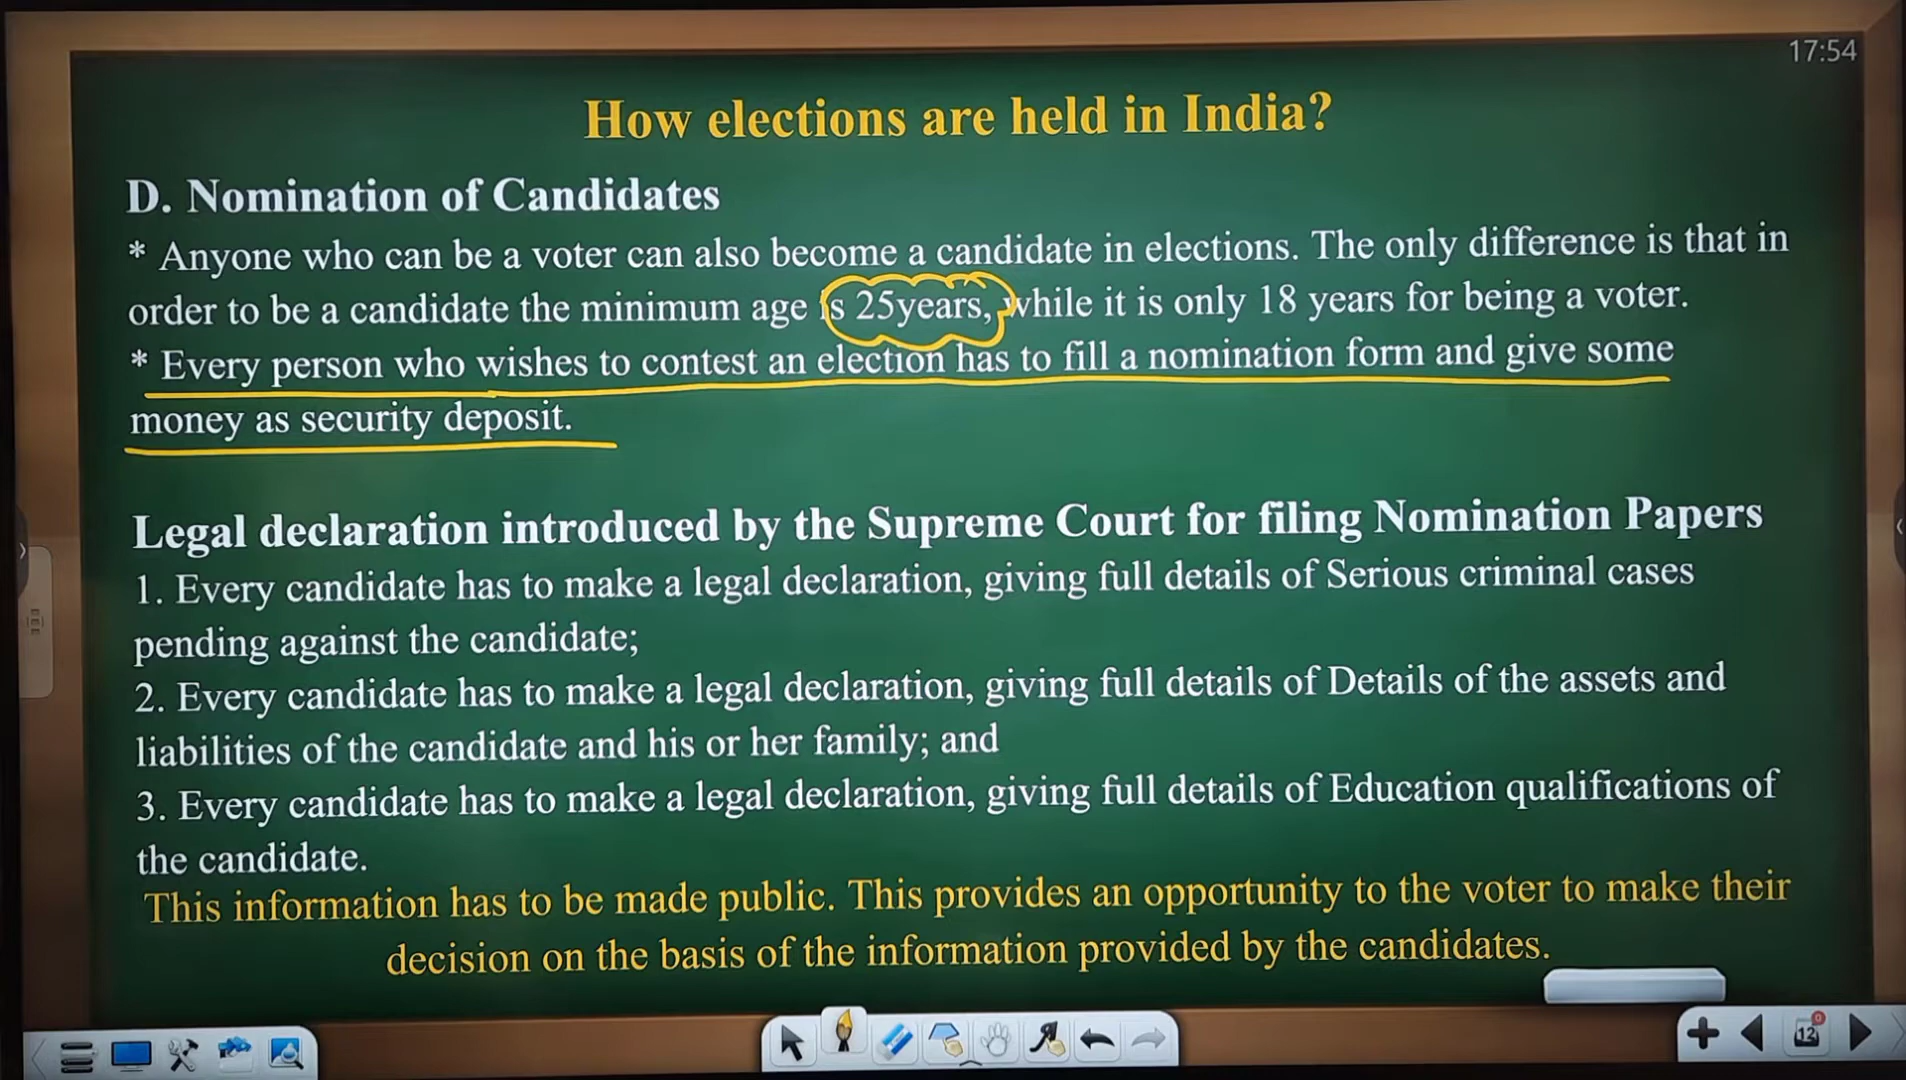 17:54
How elections are held in India?
D. Nomination of Candidates
* Anyone who can be a voter can also become a candidate in elections. The only difference is that in
order to be a candidate the minimum age is 25years, while it is only 18 years for being a voter.
* Every person who wishes to contest an election has to fill a nomination form and give some
money as security deposit.
Legal declaration introduced by the Supreme Court for filing Nomination Papers
1. Every candidate has to make a legal declaration, giving full details of Serious criminal cases
pending against the candidate;
2. Every candidate has to make a legal declaration, giving full details of Details of the assets and
liabilities of the candidate and his or her family; and
3. Every candidate has to make a legal declaration, giving full details of Education qualifications of
the candidate.
This information has to be made public. This provides an opportunity to the voter to make their
decision on the basis of the information provided by the candidates.
12
0